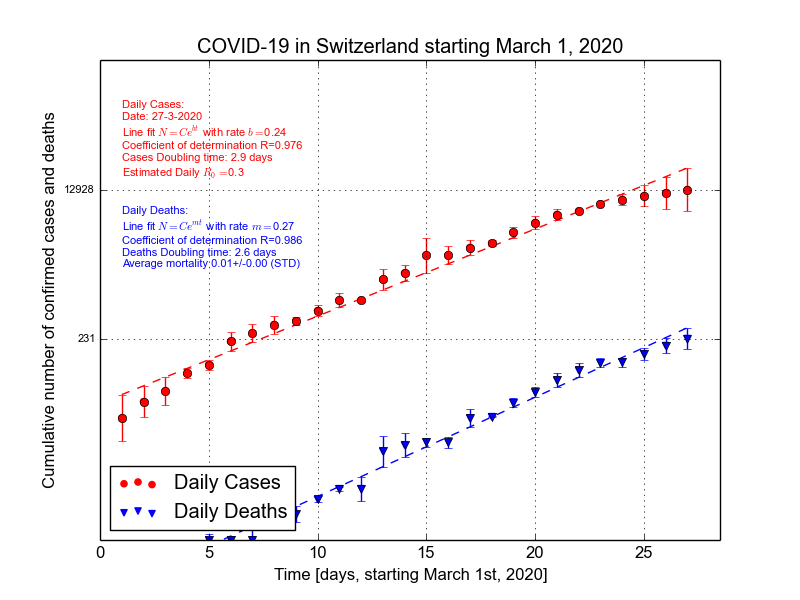 COVID-19 in Switzerland starting March 1, 2020
Daily Cases:
Date: 27-3-2020
Line fit N = Ce^{bt} with rate b =0.24
Coefficient of determination R=0.976
Cases Doubling time: 2.9 days
Estimated Daily R_0 =0.3
Daily Deaths:
Line fit N = Ce^{mt} with rate m =0.27
Coefficient of determination R=0.986
Deaths Doubling time: 2.6 days
Average mortality:0.01+/-0.00 (STD)
Cumulative number of confirmed cases and deaths
12928
231
Daily Cases
Daily Deaths
0 5 10 15 20 25
Time [days, starting March 1st, 2020]